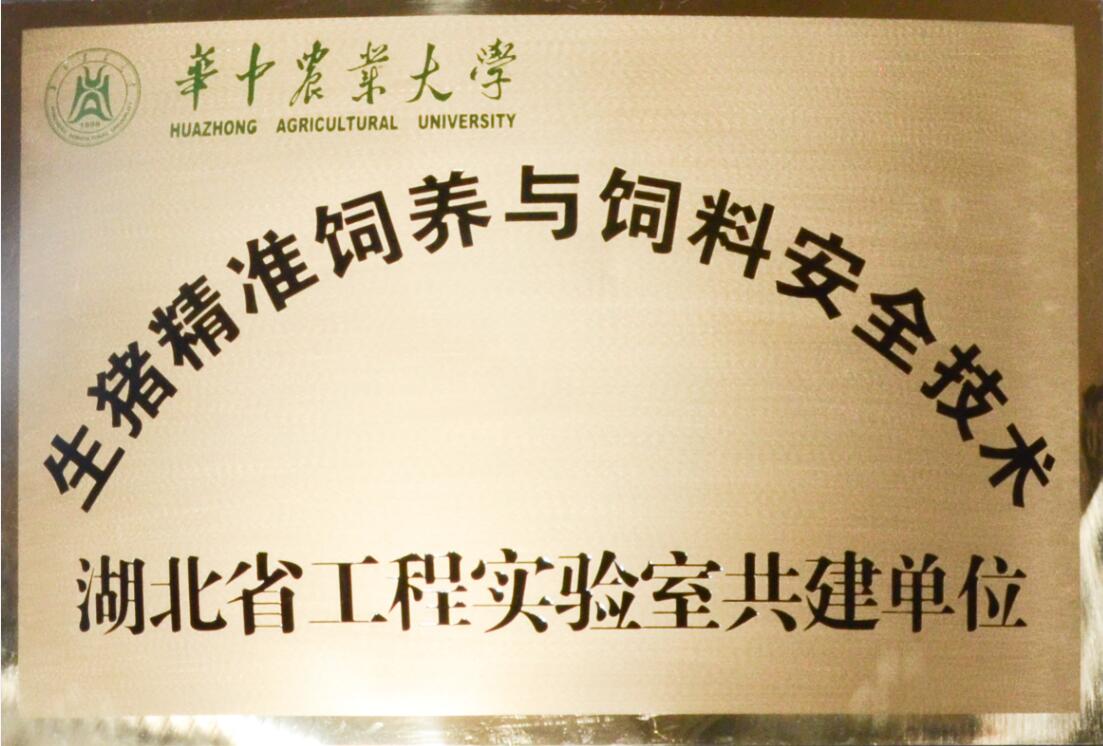 華中農業大學
HUAZHONG AGRICULTURAL UNIVERSITY
生猪精准饲养与饲料安全技术
湖北省工程实验室共建单位